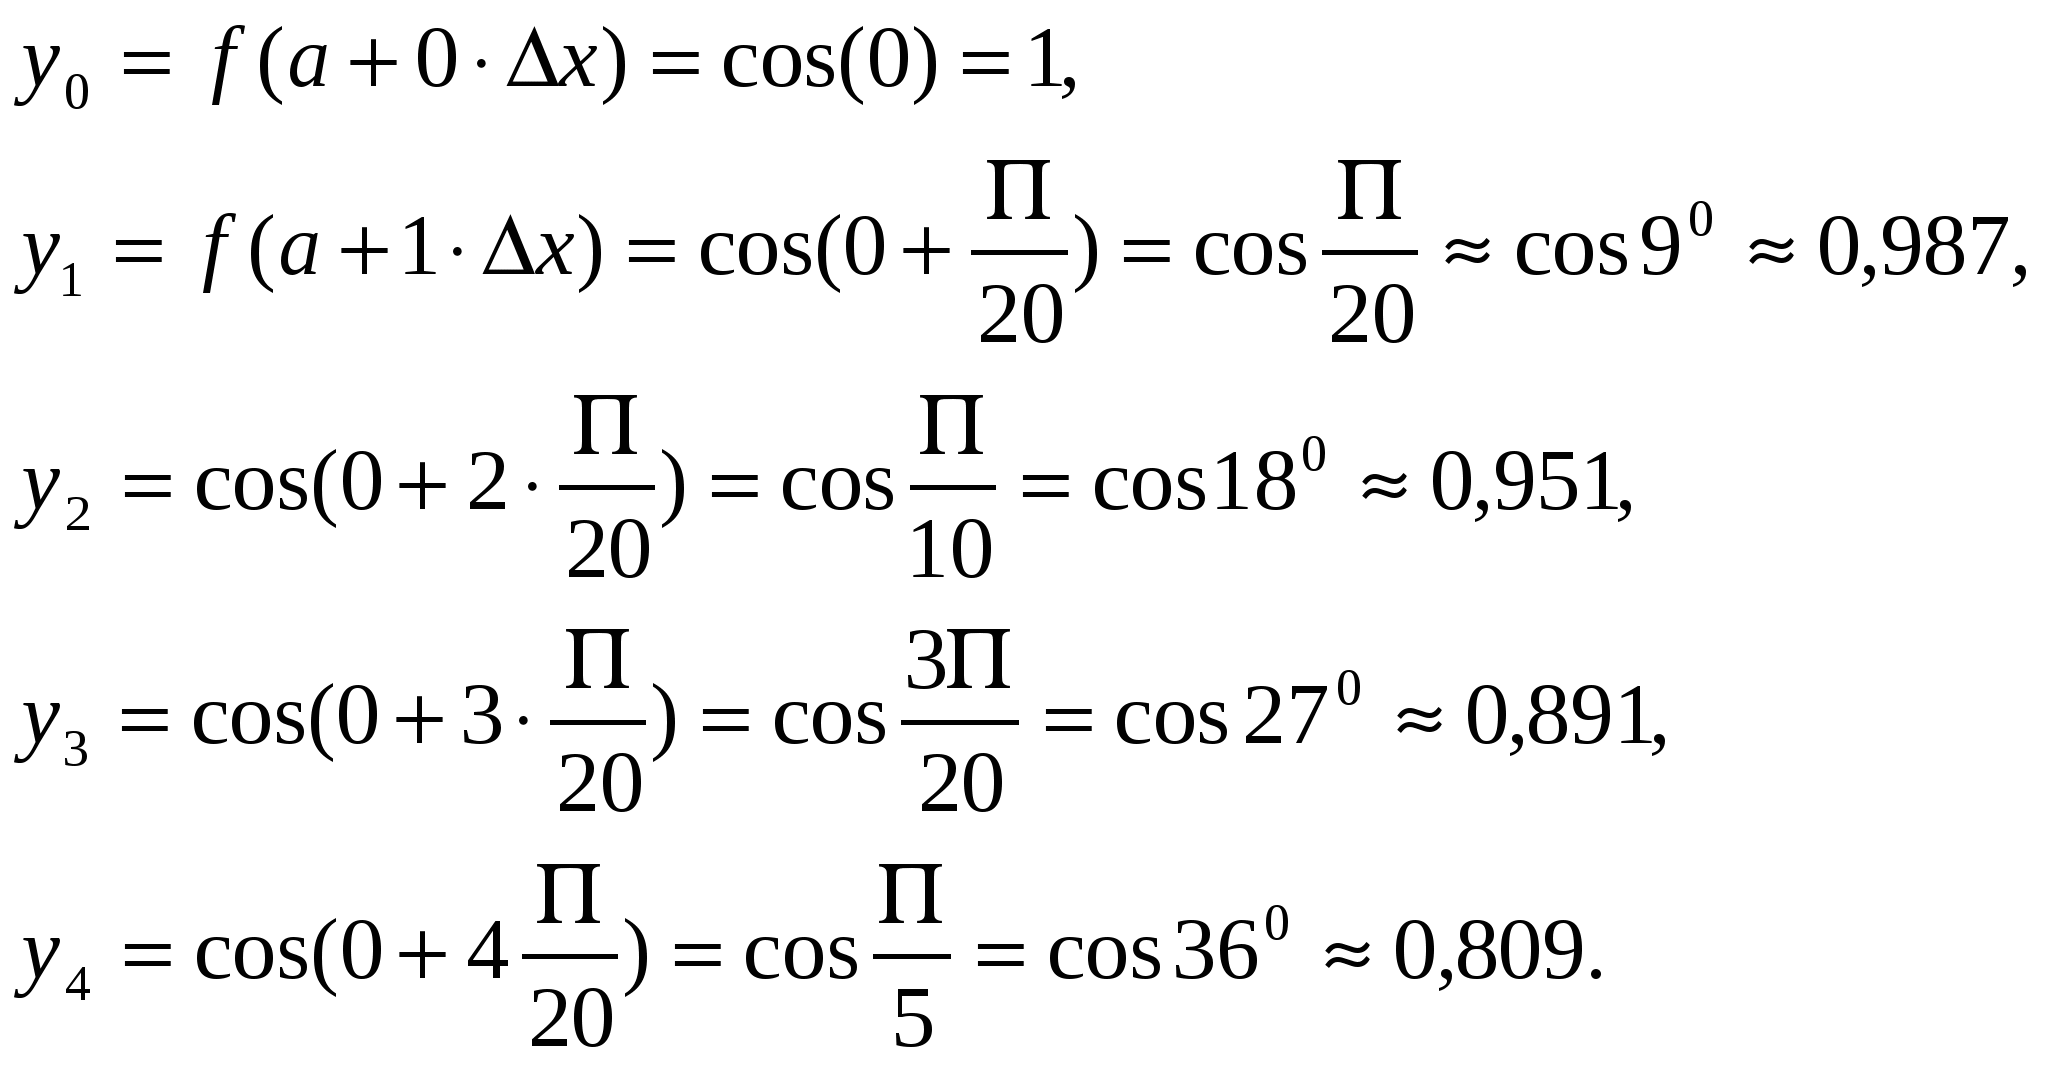 y₀ = f(a + 0 · Δx) = cos(0) = 1,
y₁ = f(a + 1 · Δx) = cos(0 + П/20) = cos П/20 ≈ cos 9⁰ ≈ 0,987,
y₂ = cos(0 + 2 · П/20) = cos П/10 = cos 18⁰ ≈ 0,951,
y₃ = cos(0 + 3 · П/20) = cos 3П/20 = cos 27⁰ ≈ 0,891,
y₄ = cos(0 + 4 П/20) = cos П/5 = cos 36⁰ ≈ 0,809.